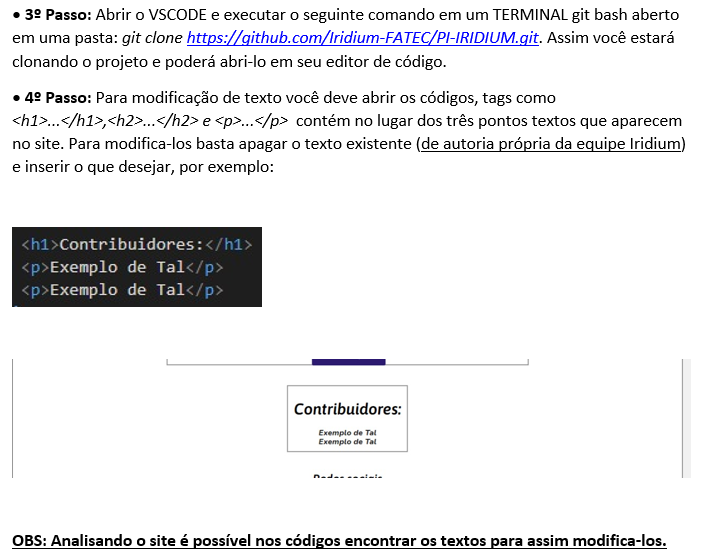 • 3º Passo: Abrir o VSCODE e executar o seguinte comando em um TERMINAL git bash aberto
em uma pasta: git clone https://github.com/Iridium-FATEC/PI-IRIDIUM.git. Assim você estará
clonando o projeto e poderá abri-lo em seu editor de código.
• 4º Passo: Para modificação de texto você deve abrir os códigos, tags como
<h1>...</h1>,<h2>...</h2> e <p>...</p> contém no lugar dos três pontos textos que aparecem
no site. Para modifica-los basta apagar o texto existente (de autoria própria da equipe Iridium)
e inserir o que desejar, por exemplo:
<h1>Contribuidores:</h1>
<p>Exemplo de Tal</p>
<p>Exemplo de Tal</p>
Contribuidores:
Exemplo de Tal
Exemplo de Tal
Redes sociais
OBS: Analisando o site é possível nos códigos encontrar os textos para assim modifica-los.